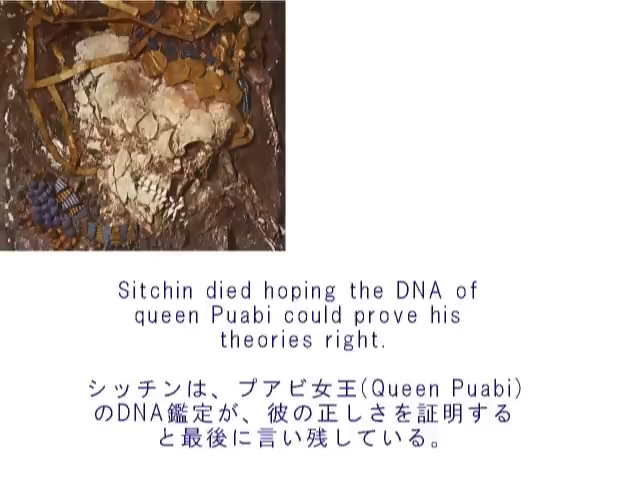 Sitchin died hoping the DNA of
queen Puabi could prove his
theories right.
シッチンは、プアビ女王(Queen Puabi)
のDNA鑑定が、彼の正しさを証明する
と最後に言い残している。